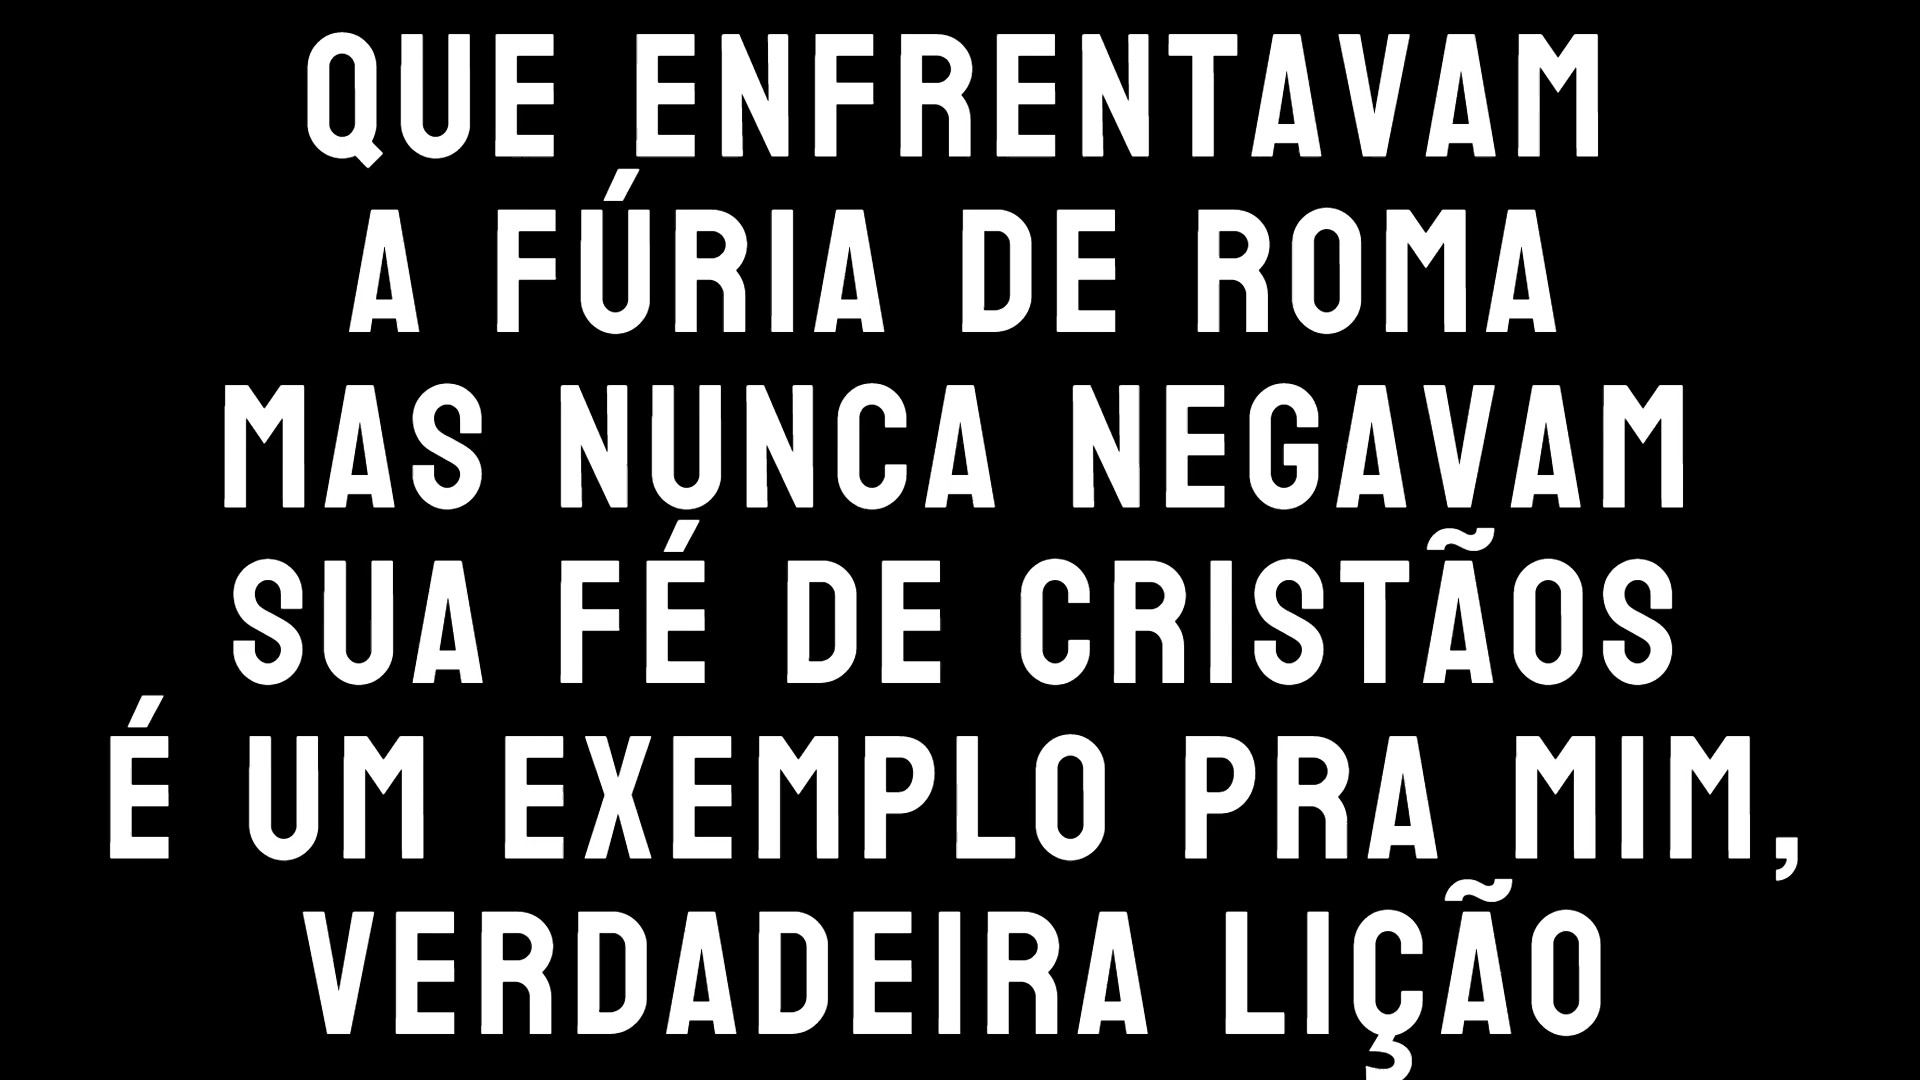 QUE ENFRENTAVAM
A FÚRIA DE ROMA
MAS NUNCA NEGAVAM
SUA FÉ DE CRISTÃOS
É UM EXEMPLO PRA MIM,
VERDADEIRA LIÇÃO